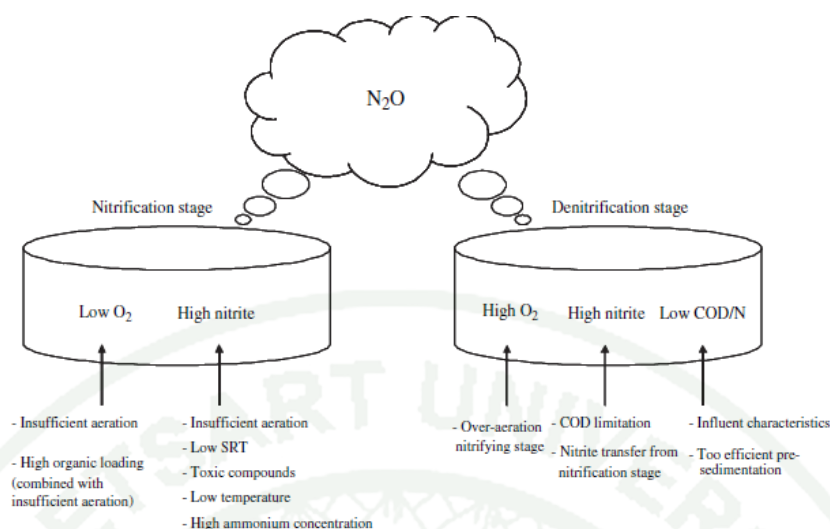 N₂O
Nitrification stage
Denitrification stage
Low O₂
High nitrite
High O₂
High nitrite
Low COD/N
- Insufficient aeration
- High organic loading
(combined with
insufficient aeration)
- Insufficient aeration
- Low SRT
- Toxic compounds
- Low temperature
- High ammonium concentration
- Over-aeration
nitrifying stage
- COD limitation
- Nitrite transfer from
nitrification stage
- Influent characteristics
- Too efficient pre-
sedimentation
ETSART UNIVER